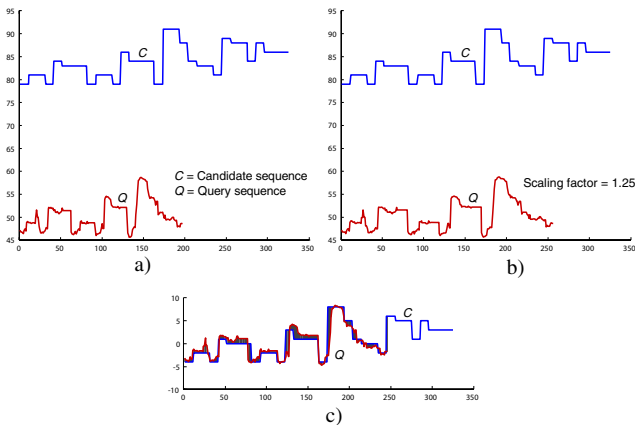 95
90
85
80
75
70
65
60
55
50
45
0 50 100 150 200 250 300 350
C
Q
C = Candidate sequence
Q = Query sequence
a)
95
90
85
80
75
70
65
60
55
50
45
0 50 100 150 200 250 300 350
C
Q
Scaling factor = 1.25
b)
10
5
0
-5
-10
0 50 100 150 200 250 300 350
C
Q
c)